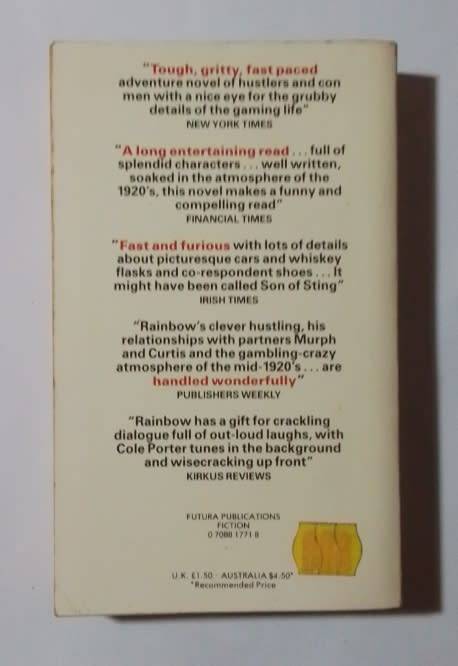 "Tough, gritty, fast paced
adventure novel of hustlers and con
men with a nice eye for the grubby
details of the gaming life"
NEW YORK TIMES
"A long entertaining read ... full of
splendid characters ... well written,
soaked in the atmosphere of the
1920's, this novel makes a funny and
compelling read"
FINANCIAL TIMES
"Fast and furious with lots of details
about picturesque cars and whiskey
flasks and co-respondent shoes ... It
might have been called Son of Sting"
IRISH TIMES
"Rainbow's clever hustling, his
relationships with partners Murph
and Curtis and the gambling-crazy
atmosphere of the mid-1920's ... are
handled wonderfully"
PUBLISHERS WEEKLY
"Rainbow has a gift for crackling
dialogue full of out-loud laughs, with
Cole Porter tunes in the background
and wisecracking up front"
KIRKUS REVIEWS
FUTURA PUBLICATIONS
FICTION
0 7088 1771 8
U.K. £1.50 · AUSTRALIA $4.50*
*Recommended Price